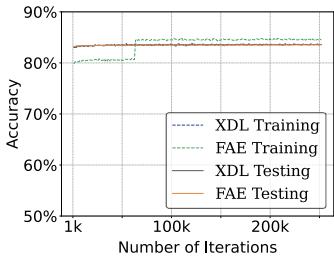 90%
80%
70%
60%
50%
Accuracy
XDL Training
FAE Training
XDL Testing
FAE Testing
1k 100k 200k
Number of Iterations